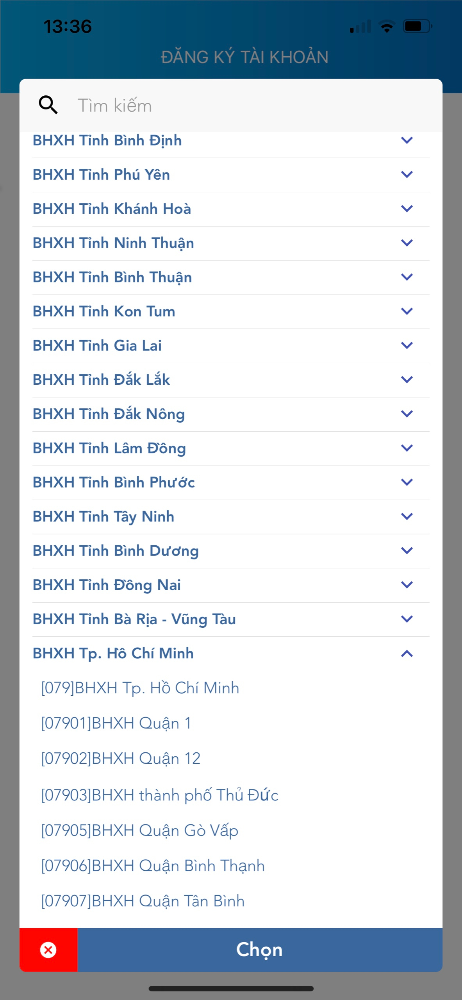 13:36
ĐĂNG KÝ TÀI KHOẢN
Tìm kiếm
BHXH Tỉnh Bình Định
BHXH Tỉnh Phú Yên
BHXH Tỉnh Khánh Hoà
BHXH Tỉnh Ninh Thuận
BHXH Tỉnh Bình Thuận
BHXH Tỉnh Kon Tum
BHXH Tỉnh Gia Lai
BHXH Tỉnh Đắk Lắk
BHXH Tỉnh Đắk Nông
BHXH Tỉnh Lâm Đồng
BHXH Tỉnh Bình Phước
BHXH Tỉnh Tây Ninh
BHXH Tỉnh Bình Dương
BHXH Tỉnh Đồng Nai
BHXH Tỉnh Bà Rịa - Vũng Tàu
BHXH Tp. Hồ Chí Minh
[079]BHXH Tp. Hồ Chí Minh
[07901]BHXH Quận 1
[07902]BHXH Quận 12
[07903]BHXH thành phố Thủ Đức
[07905]BHXH Quận Gò Vấp
[07906]BHXH Quận Bình Thạnh
[07907]BHXH Quận Tân Bình
Chọn